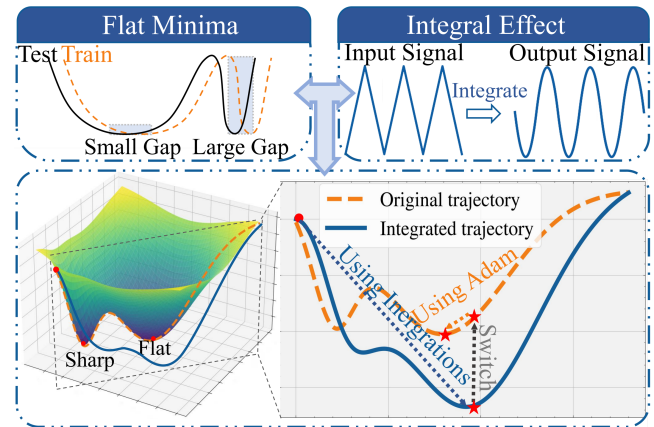 Flat Minima
Integral Effect
Test Train
Small Gap
Large Gap
Input Signal
Output Signal
Integrate
Original trajectory
Integrated trajectory
Sharp
Flat
Using Inergrations
Using Adam
Switch